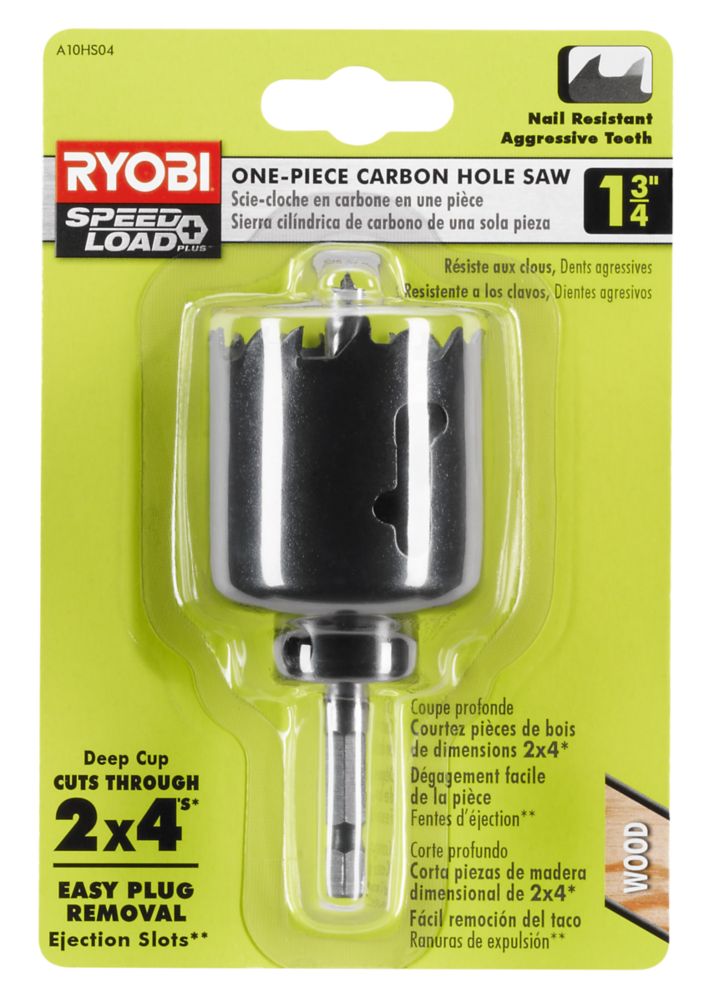 A10HS04
Nail Resistant
Aggressive Teeth
RYOBI
SPEED LOAD+ PLUS™
ONE-PIECE CARBON HOLE SAW
Scie-cloche en carbone en une pièce
Sierra cilíndrica de carbono de una sola pieza
1 3/4"
Résiste aux clous, Dents agressives
Resistente a los clavos, Dientes agresivos
Deep Cup
CUTS THROUGH
2x4'S*
EASY PLUG
REMOVAL
Ejection Slots**
Coupe profonde
Courtez pièces de bois
de dimensions 2x4*
Dégagement facile
de la pièce
Fentes d'éjection**
Corte profundo
Corta piezas de madera
dimensional de 2x4*
Fácil remoción del taco
Ranuras de expulsión**
WOOD